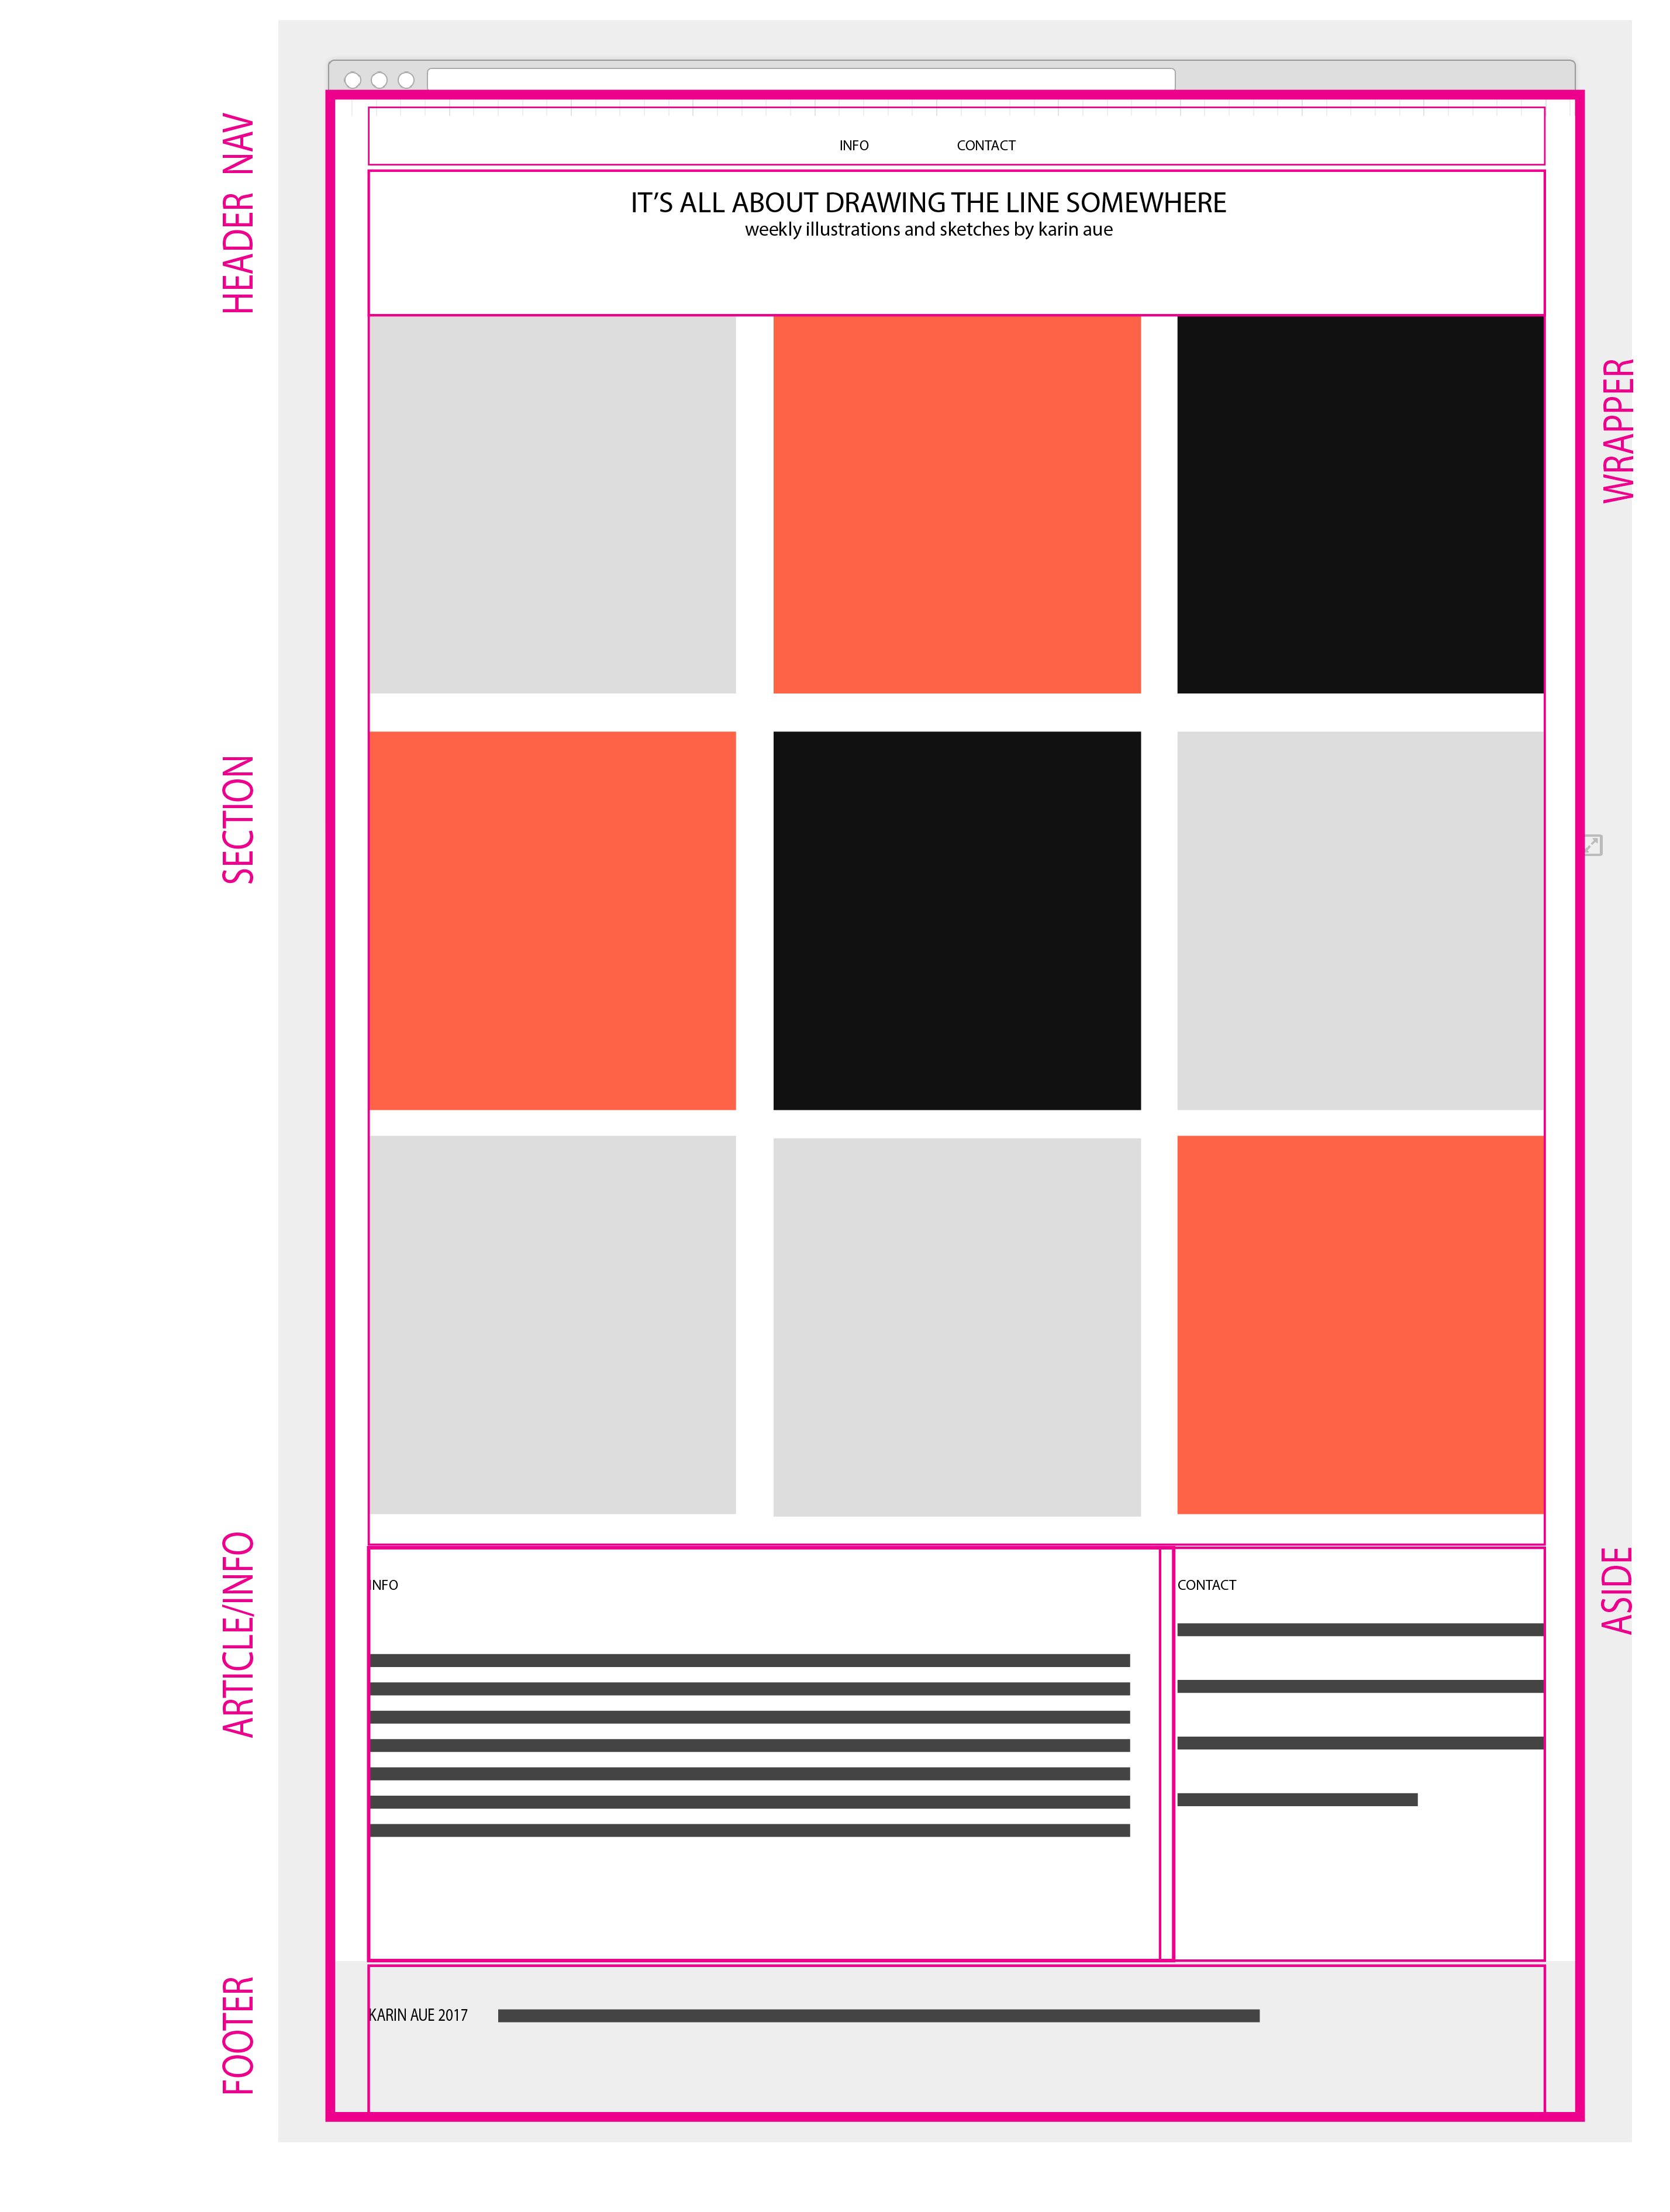 NAV
INFO
CONTACT
HEADER
IT'S ALL ABOUT DRAWING THE LINE SOMEWHERE
weekly illustrations and sketches by karin aue
WRAPPER
SECTION
ARTICLE/INFO
INFO
CONTACT
ASIDE
FOOTER
KARIN AUE 2017